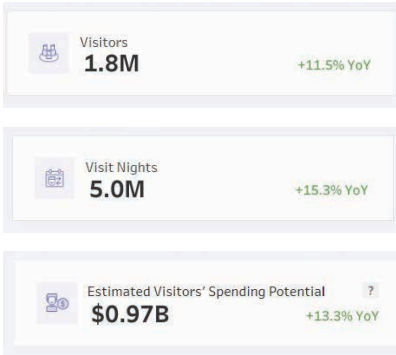 Visitors
1.8M
+11.5% YoY
Visit Nights
5.0M
+15.3% YoY
Estimated Visitors' Spending Potential ?
$0.97B
+13.3% YoY